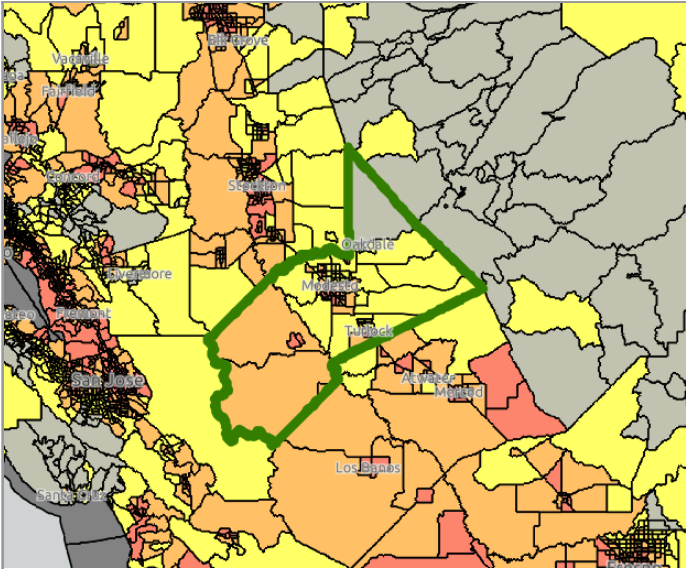 Elk Grove
Vacaville
Fairfield
Concord
Stockton
Oakdale
Livermore
Modesto
Fremont
Turlock
San Jose
Atwater
Merced
Los Banos
Santa Cruz